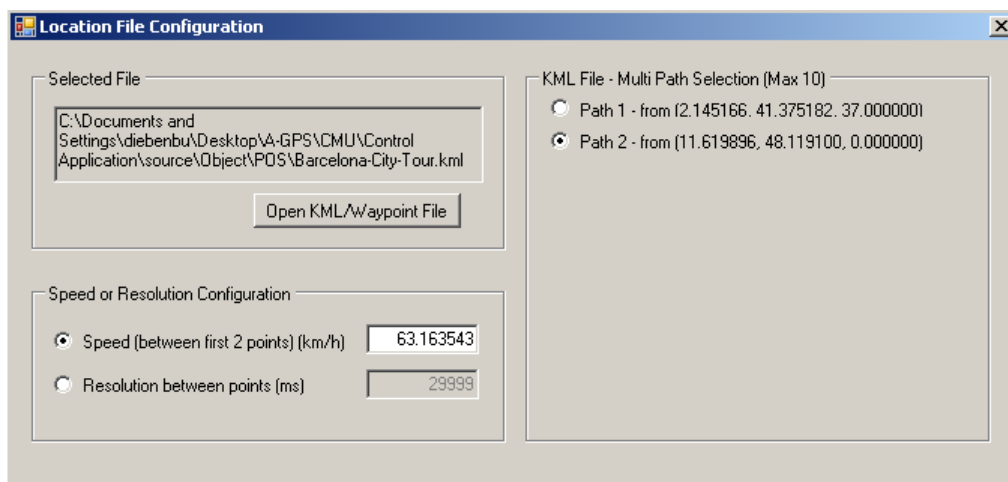 Location File Configuration
Selected File
C:\Documents and
Settings\diebenbu\Desktop\A-GPS\CMU\Control
Application\source\Object\POS\Barcelona-City-Tour.kml
Open KML/Waypoint File
Speed or Resolution Configuration
Speed (between first 2 points) (km/h) 63.163543
Resolution between points (ms) 29999
KML File - Multi Path Selection (Max 10)
Path 1 - from (2.145166, 41.375182, 37.000000)
Path 2 - from (11.619896, 48.119100, 0.000000)